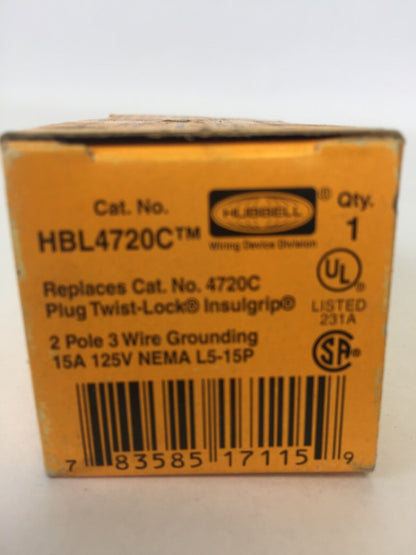 Cat. No.
HBL4720C™
HUBBELL®
Wiring Device Division
Qty.
1
Replaces Cat. No. 4720C
Plug Twist-Lock® Insulgrip®
2 Pole 3 Wire Grounding
15A 125V NEMA L5-15P
UL
LISTED
231A
SA
7 83585 17115 9